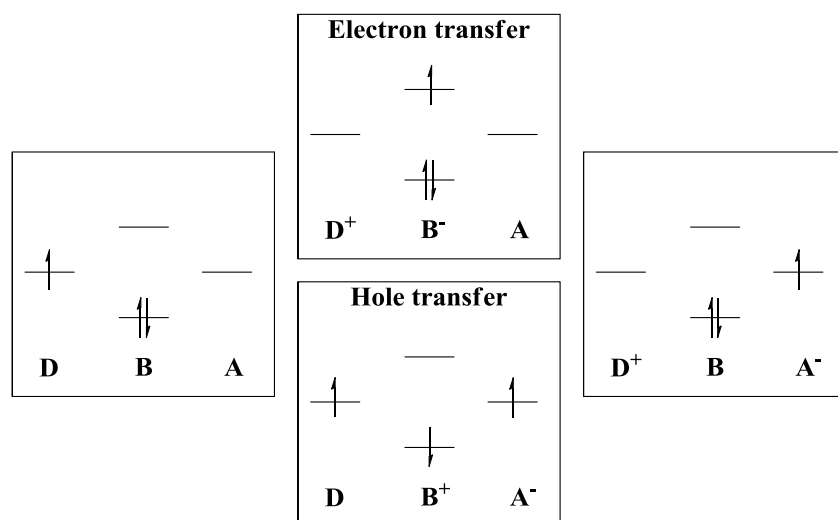 Electron transfer
D⁺ B⁻ A
D B A
Hole transfer
D B⁺ A⁻
D⁺ B A⁻